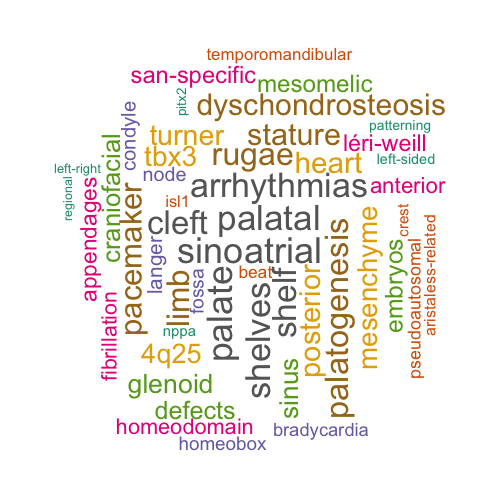 temporomandibular
san-specific
mesomelic
pitx2
dyschondrosteosis
condyle
turner
stature
patterning
craniofacial
tbx3
rugae
heart
léri-weill
left-sided
left-right
node
arrhythmias
anterior
regional
appendages
pacemaker
isl1
cleft
palatal
langer
sinoatrial
crest
aristaless-related
limb
fossa
palate
beat
shelf
shelves
posterior
palatogenesis
mesenchyme
embryos
pseudoautosomal
fibrillation
nppa
4q25
glenoid
sinus
defects
homeodomain
bradycardia
homeobox